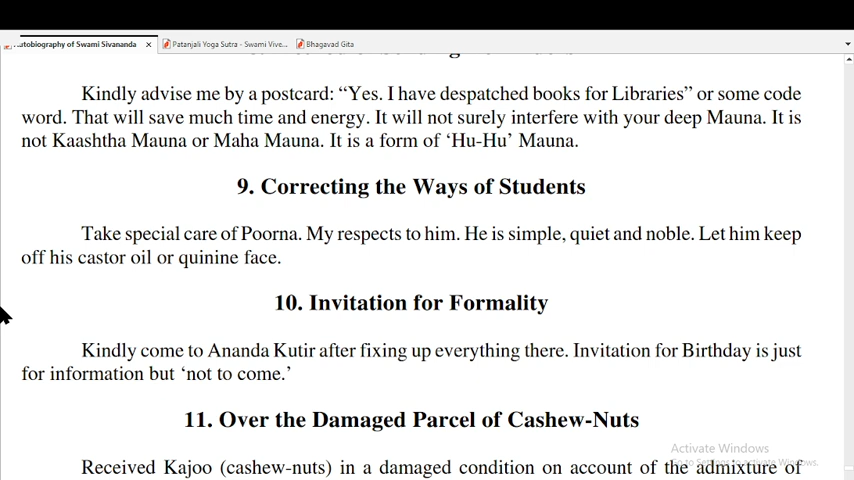 Autobiography of Swami Sivananda × Patanjali Yoga Sutra - Swami Vive... Bhagavad Gita
Kindly advise me by a postcard: “Yes. I have despatched books for Libraries” or some code
word. That will save much time and energy. It will not surely interfere with your deep Mauna. It is
not Kaashtha Mauna or Maha Mauna. It is a form of ‘Hu-Hu’ Mauna.
9. Correcting the Ways of Students
Take special care of Poorna. My respects to him. He is simple, quiet and noble. Let him keep
off his castor oil or quinine face.
10. Invitation for Formality
Kindly come to Ananda Kutir after fixing up everything there. Invitation for Birthday is just
for information but ‘not to come.’
11. Over the Damaged Parcel of Cashew-Nuts
Activate Windows
Go to Settings to activate Windows.
Received Kajoo (cashew-nuts) in a damaged condition on account of the admixture of